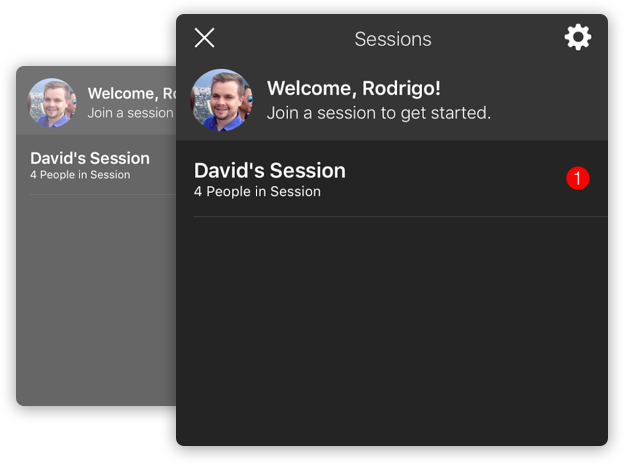 Sessions
Welcome, Rodrigo!
Join a session to get started.
David's Session
4 People in Session
1
Welcome, R
Join a session
David's Session
4 People in Session